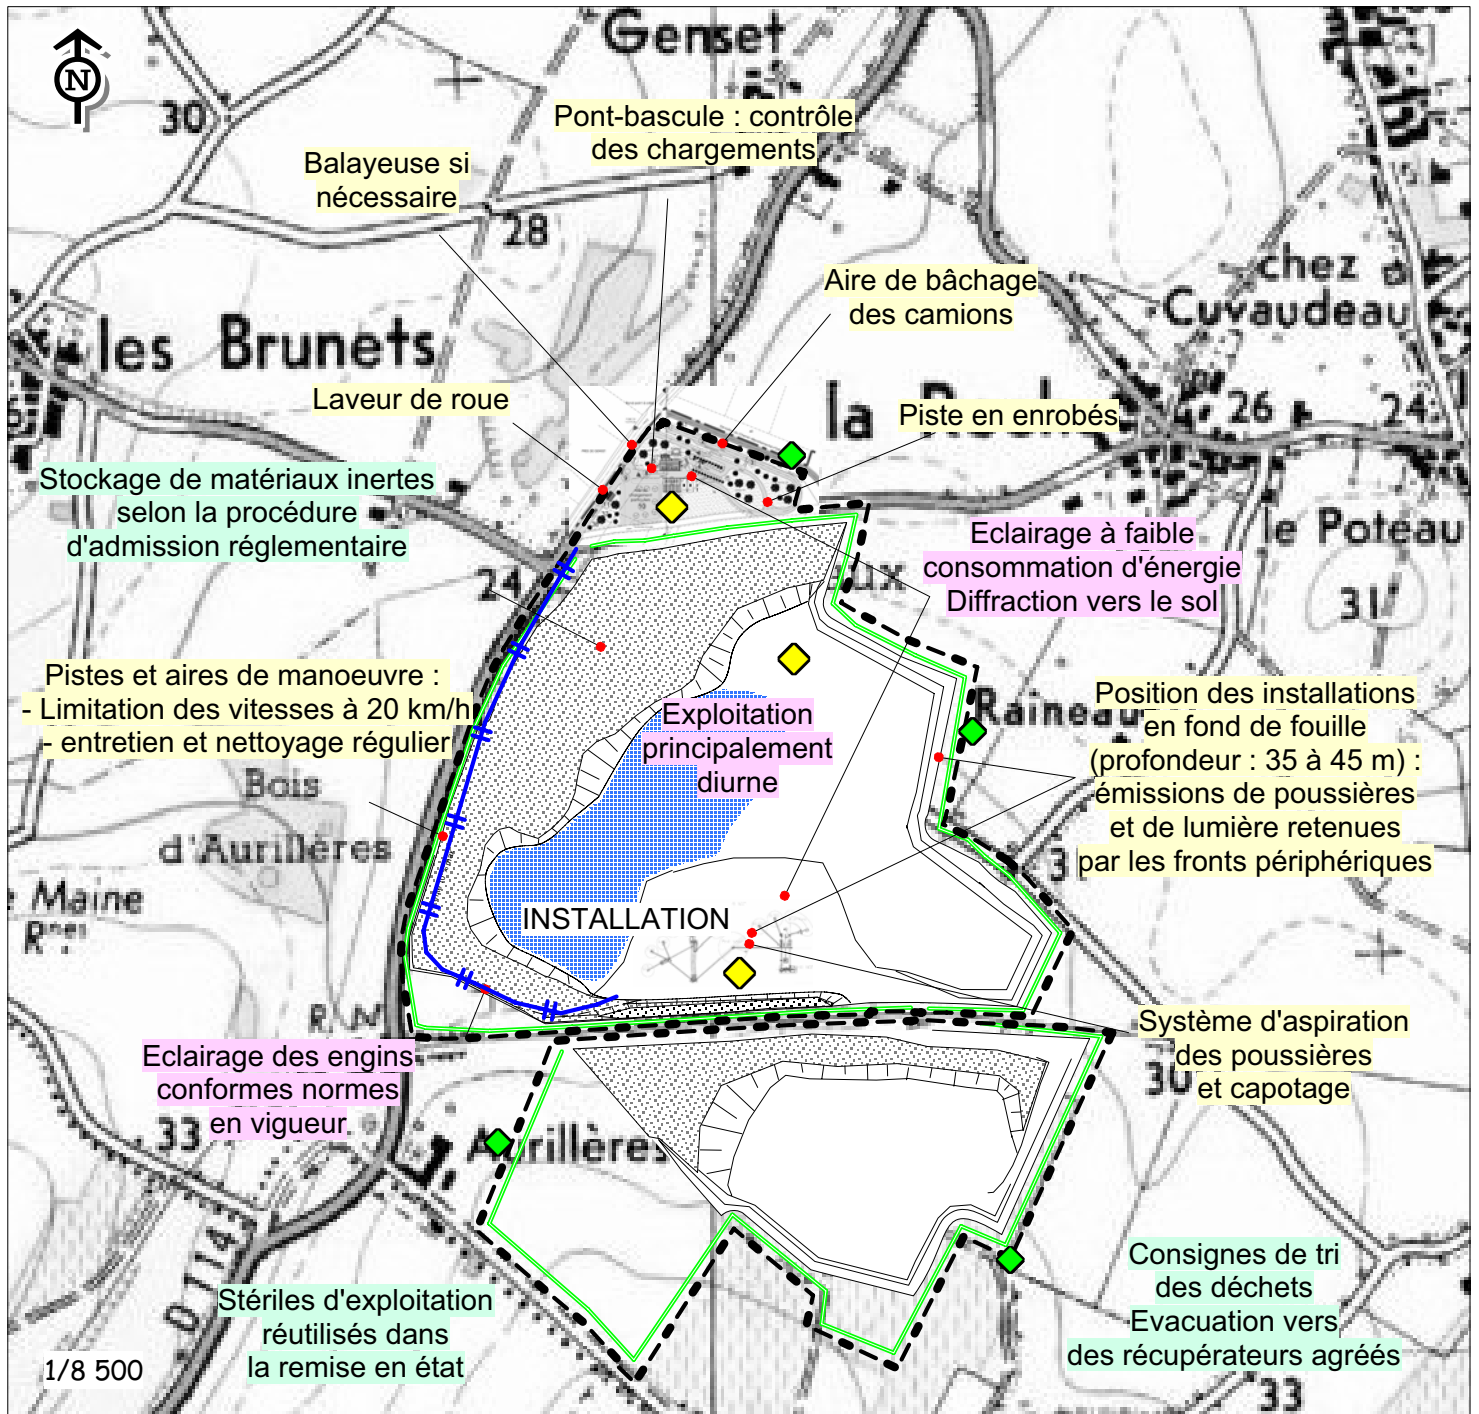 Genset
N
30
Pont-bascule : contrôle
des chargements
Balayeuse si
nécessaire
28
Aire de bâchage
des camions
chez
Cuvaudeau
les Brunets
Laveur de roue
la
Piste en enrobés
26
24
Stockage de matériaux inertes
selon la procédure
d'admission réglementaire
le Poteau
Eclairage à faible
consommation d'énergie
Diffraction vers le sol
24
31
Pistes et aires de manoeuvre :
- Limitation des vitesses à 20 km/h
- entretien et nettoyage régulier
Exploitation
principalement
diurne
Raineau
Position des installations
en fond de fouille
(profondeur : 35 à 45 m) :
émissions de poussières
et de lumière retenues
par les fronts périphériques
Bois
d'Aurillères
Maine
INSTALLATION
Système d'aspiration
des poussières
et capotage
30
Eclairage des engins
conformes normes
en vigueur
33
Aurillères
D 114
Stériles d'exploitation
réutilisés dans
la remise en état
Consignes de tri
des déchets
Evacuation vers
des récupérateurs agréés
1/8 500
33